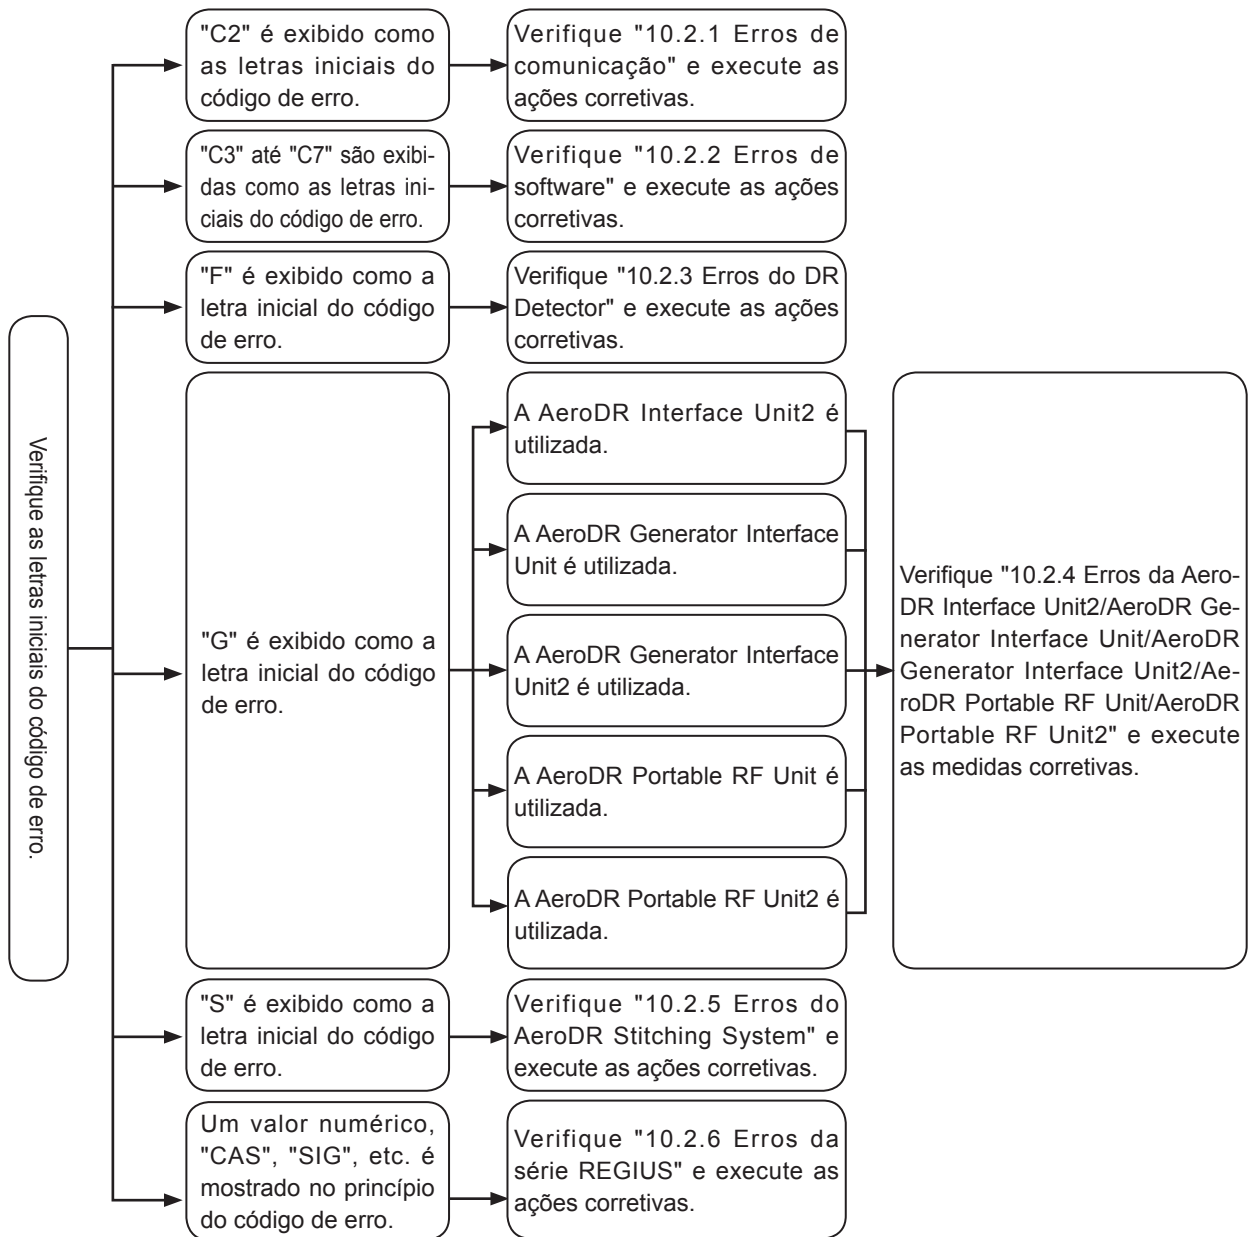 Verifique as letras iniciais do código de erro.
"C2" é exibido como
as letras iniciais do
código de erro.
Verifique "10.2.1 Erros de
comunicação" e execute as
ações corretivas.
"C3" até "C7" são exibi-
das como as letras ini-
ciais do código de erro.
Verifique "10.2.2 Erros de
software" e execute as ações
corretivas.
"F" é exibido como a
letra inicial do código
de erro.
Verifique "10.2.3 Erros do DR
Detector" e execute as ações
corretivas.
"G" é exibido como a
letra inicial do código
de erro.
A AeroDR Interface Unit2 é
utilizada.
A AeroDR Generator Interface
Unit é utilizada.
A AeroDR Generator Interface
Unit2 é utilizada.
A AeroDR Portable RF Unit é
utilizada.
A AeroDR Portable RF Unit2 é
utilizada.
Verifique "10.2.4 Erros da Aero-
DR Interface Unit2/AeroDR Ge-
nerator Interface Unit/AeroDR
Generator Interface Unit2/Ae-
roDR Portable RF Unit/AeroDR
Portable RF Unit2" e execute
as medidas corretivas.
"S" é exibido como a
letra inicial do código
de erro.
Verifique "10.2.5 Erros do
AeroDR Stitching System" e
execute as ações corretivas.
Um valor numérico,
"CAS", "SIG", etc. é
mostrado no princípio
do código de erro.
Verifique "10.2.6 Erros da
série REGIUS" e execute as
ações corretivas.